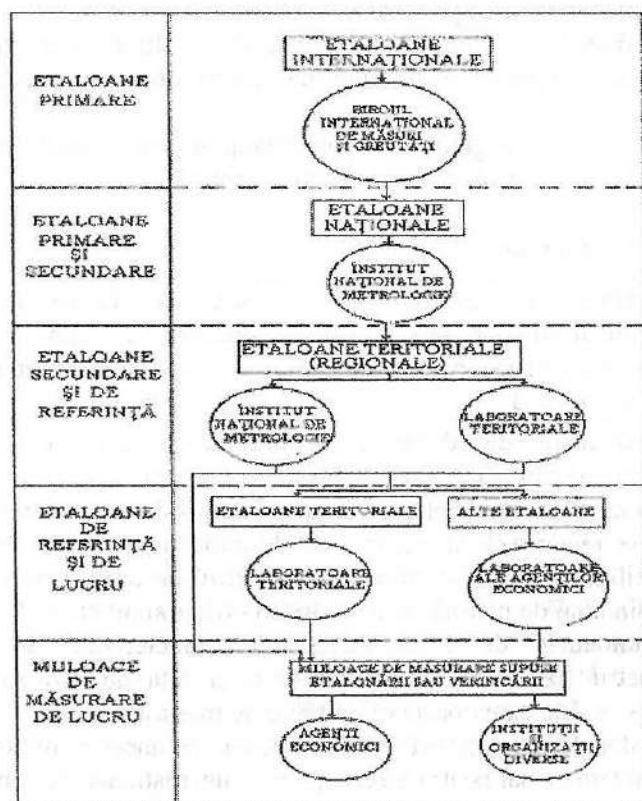 ETALOANE
PRIMARE
ETALOANE
INTERNAȚIONALE
BIROUL
INTERNAȚIONAL
DE MĂSURI
ȘI GREUTĂȚI
ETALOANE
PRIMARE
ȘI
SECUNDARE
ETALOANE
NAȚIONALE
INSTITUT
NAȚIONAL DE
METROLOGIE
ETALOANE
SECUNDARE
ȘI DE
REFERINȚĂ
ETALOANE TERITORIALE
(REGIONALE)
INSTITUT
NAȚIONAL DE
METROLOGIE
LABORATOARE
TERITORIALE
ETALOANE
DE
REFERINȚĂ
ȘI DE
LUCRU
ETALOANE TERITORIALE
ALTE ETALOANE
LABORATOARE
TERITORIALE
LABORATOARE
ALE AGENȚILOR
ECONOMICI
MIJLOACE
DE
MĂSURARE
DE LUCRU
MIJLOACE DE MĂSURARE SUPUSE
ETALONĂRII SAU VERIFICĂRII
AGENȚI
ECONOMICI
INSTITUȚII
ȘI
ORGANIZAȚII
DIVERSE